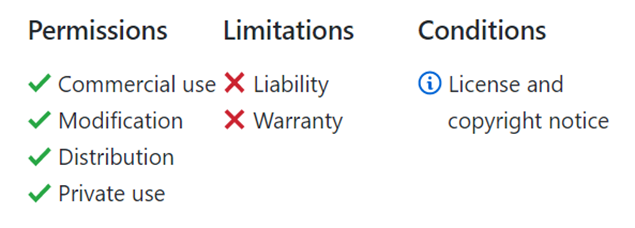 Permissions
Commercial use
Modification
Distribution
Private use
Limitations
Liability
Warranty
Conditions
License and
copyright notice